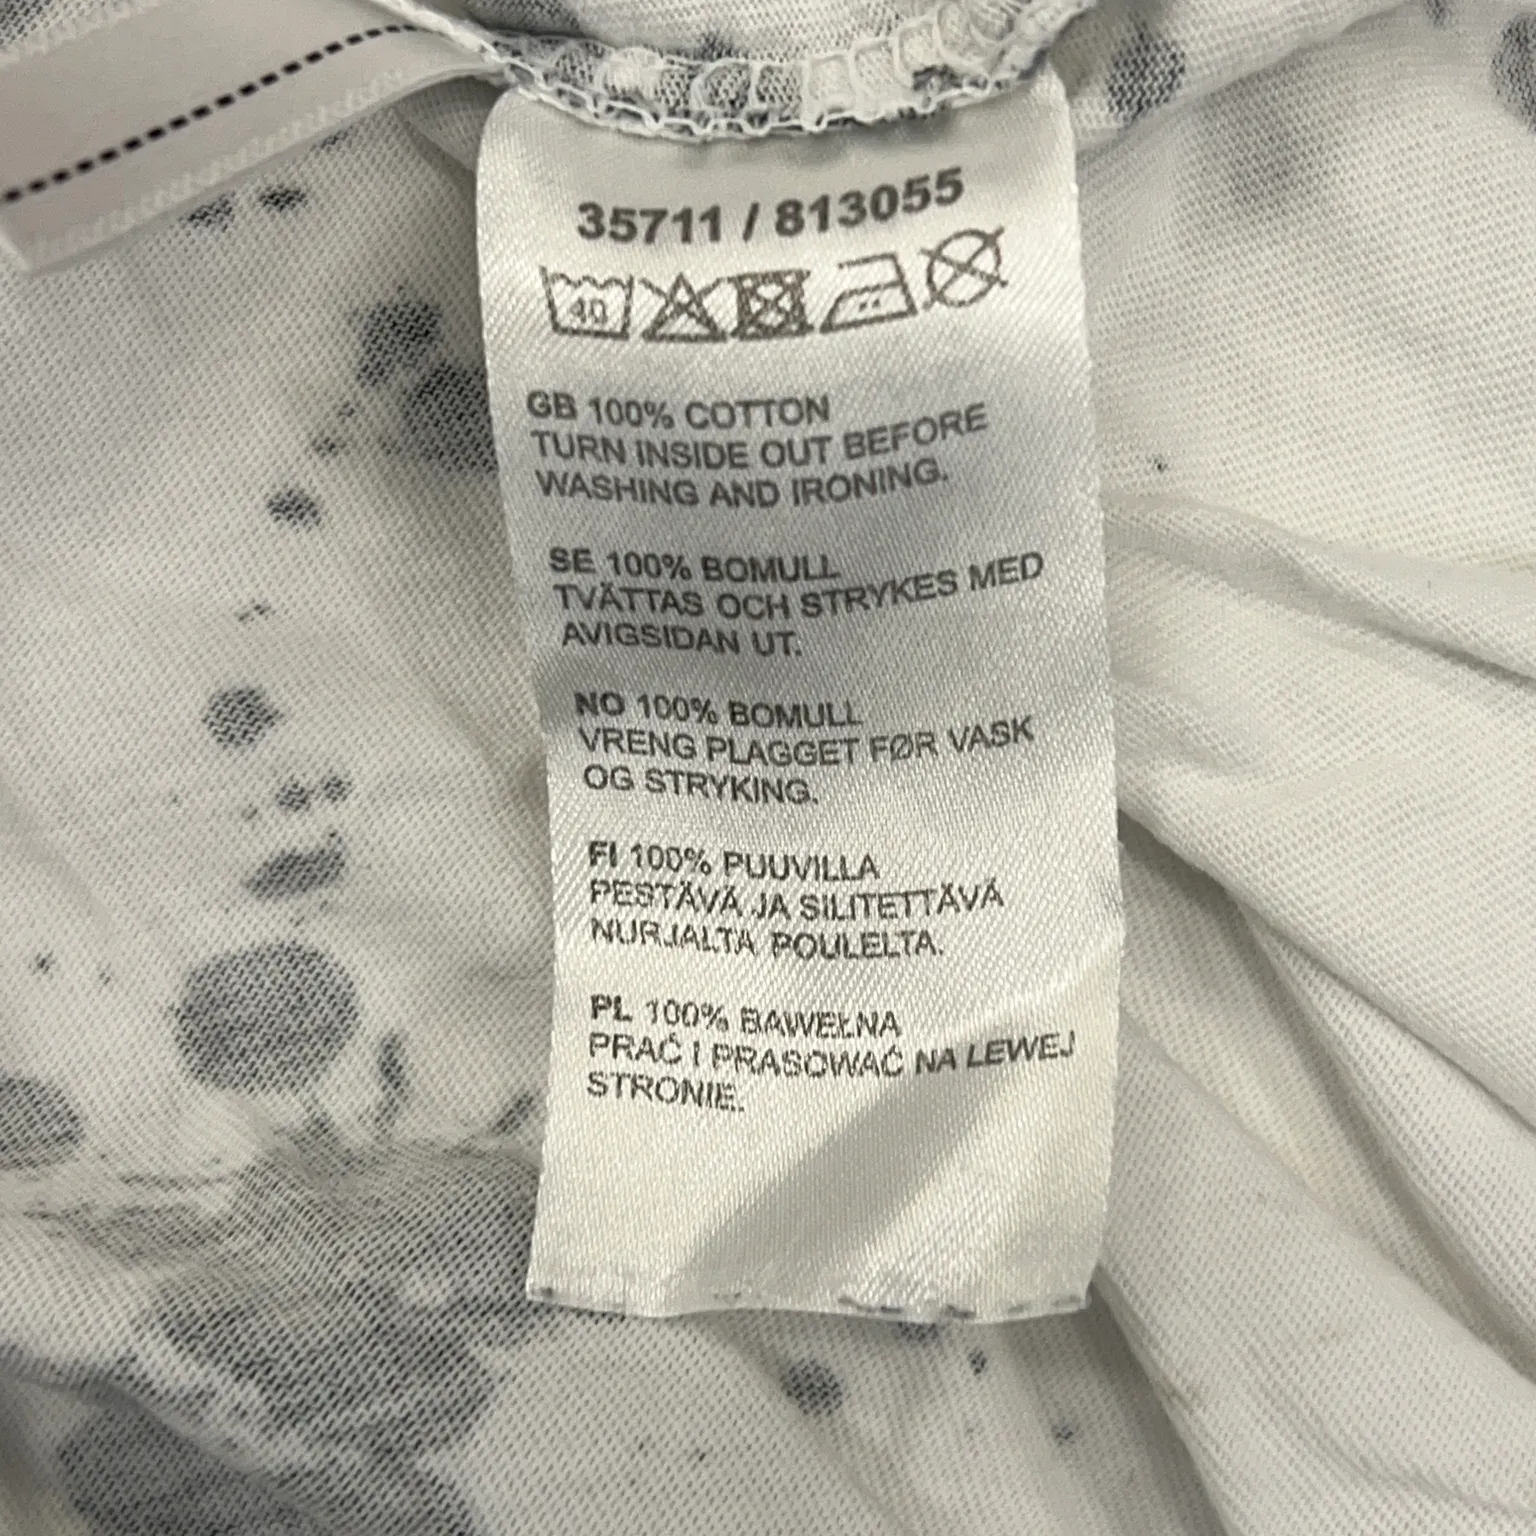 35711 / 813055
40
GB 100% COTTON
TURN INSIDE OUT BEFORE
WASHING AND IRONING.
SE 100% BOMULL
TVÄTTAS OCH STRYKES MED
AVIGSIDAN UT.
NO 100% BOMULL
VRENG PLAGGET FØR VASK
OG STRYKING.
FI 100% PUUVILLA
PESTÄVÄ JA SILITETTÄVÄ
NURJALTA POULELTA.
PL 100% BAWEŁNA
PRAĆ I PRASOWAĆ NA LEWEJ
STRONIE.